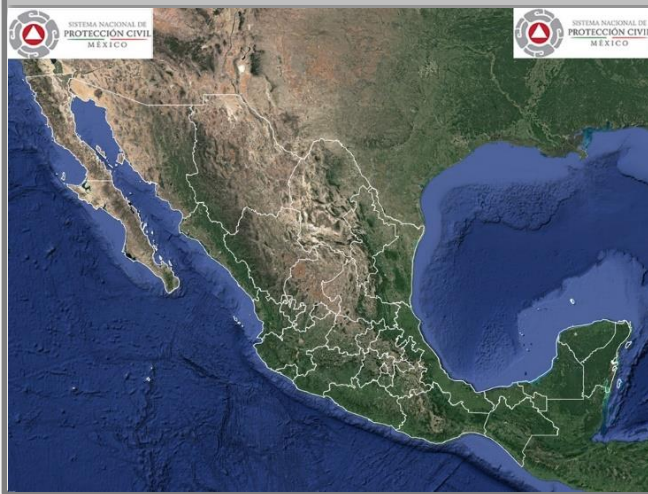 SISTEMA NACIONAL DE
PROTECCIÓN CIVIL
MÉXICO
SISTEMA NACIONAL DE
PROTECCIÓN CIVIL
MÉXICO